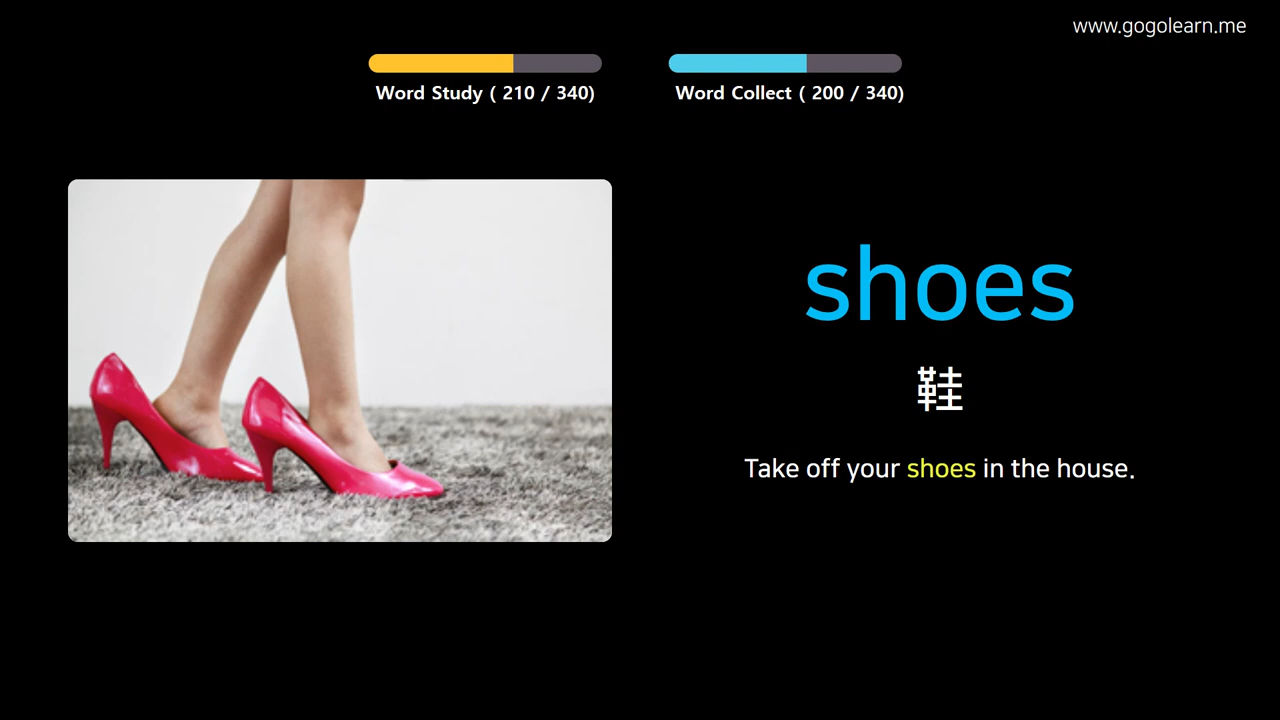 www.gogolearn.me
Word Study ( 210 / 340)
Word Collect ( 200 / 340)
shoes
鞋
Take off your shoes in the house.